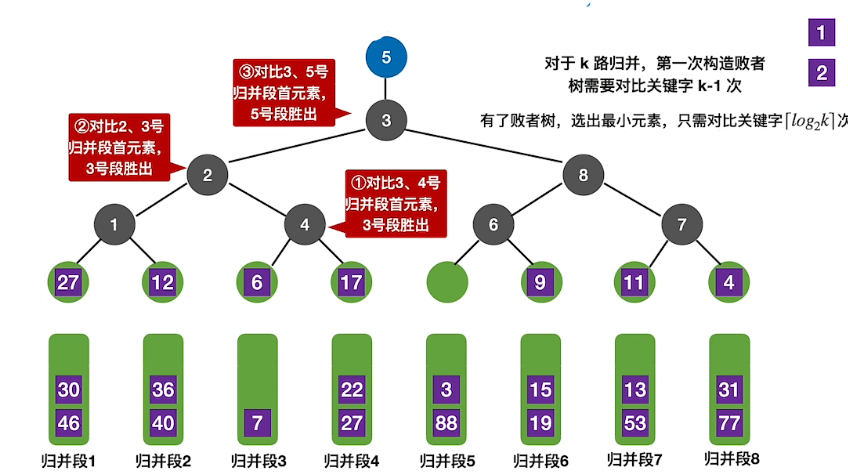 1
2
对于 k 路归并，第一次构造败者
树需要对比关键字 k-1 次
有了败者树，选出最小元素，只需对比关键字⌈log₂k⌉次
5
③对比3、5号
归并段首元素，
5号段胜出
3
②对比2、3号
归并段首元素，
3号段胜出
2
8
①对比3、4号
归并段首元素，
3号段胜出
1
4
6
7
27 12 6 17 9 11 4
30 36 22 3 15 13 31
46 40 7 27 88 19 53 77
归并段1 归并段2 归并段3 归并段4 归并段5 归并段6 归并段7 归并段8